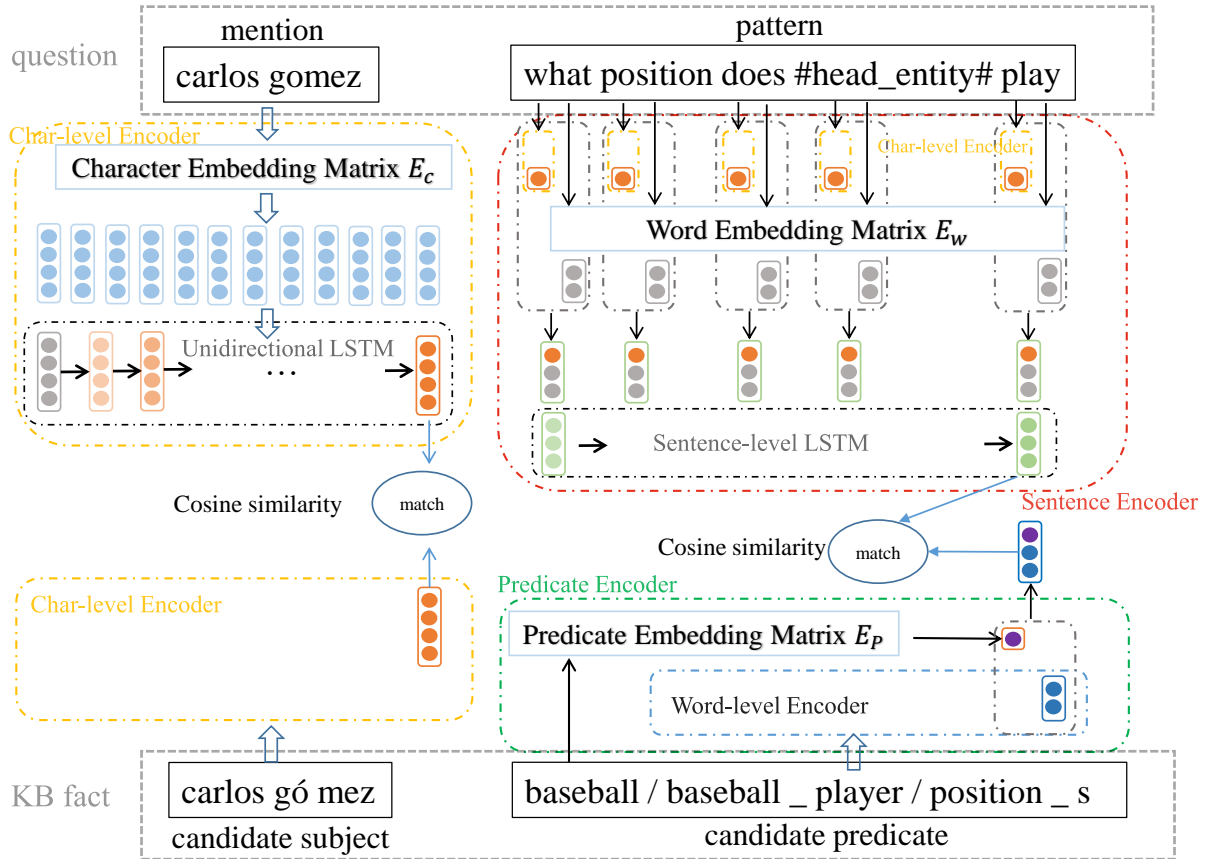 question
mention
carlos gomez
pattern
what position does #head_entity# play
Char-level Encoder
Character Embedding Matrix E_c
Unidirectional LSTM
...
Char-level Encoder
Word Embedding Matrix E_w
Sentence-level LSTM
Sentence Encoder
Cosine similarity
match
Cosine similarity
match
Char-level Encoder
Predicate Encoder
Predicate Embedding Matrix E_P
Word-level Encoder
KB fact
carlos gó mez
candidate subject
baseball / baseball _ player / position _ s
candidate predicate